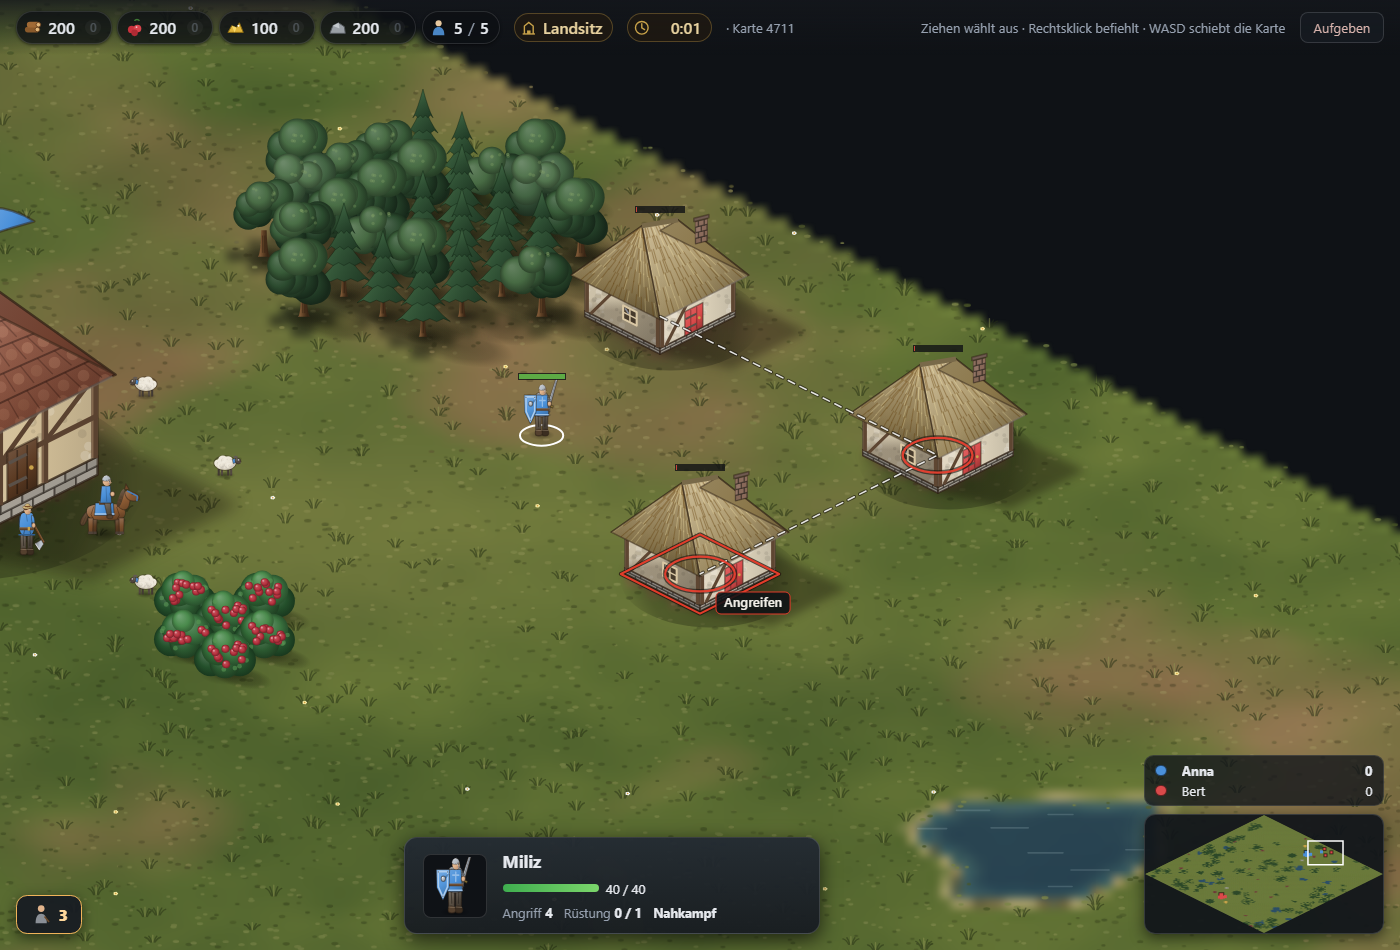 200 0 200 0 100 0 200 0 5 / 5 Landsitz 0:01 · Karte 4711 Ziehen wählt aus · Rechtsklick befiehlt · WASD schiebt die Karte Aufgeben
Angreifen
Anna 0
Bert 0
Miliz
40 / 40
Angriff 4 Rüstung 0 / 1 Nahkampf
3